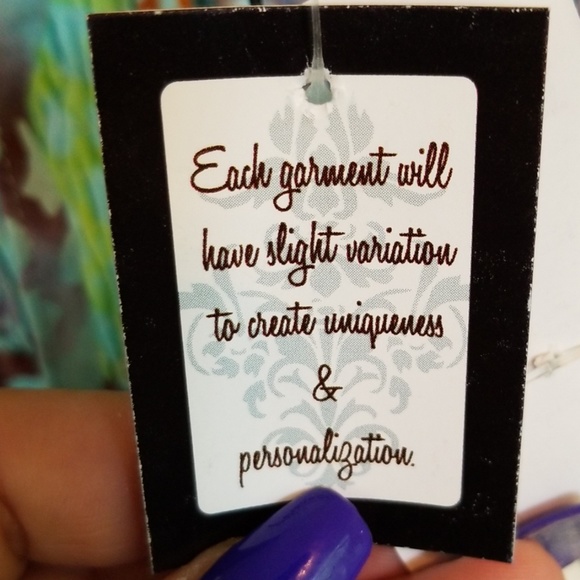 Each garment will
have slight variation
to create uniqueness
&
personalization.